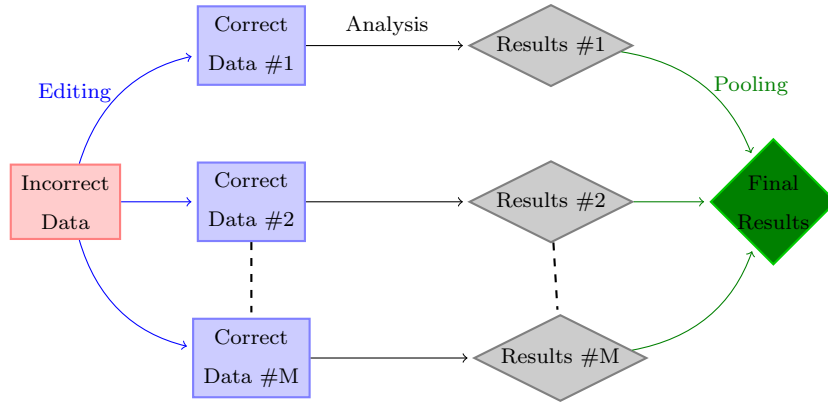 Correct
Data #1
Analysis
Results #1
Editing
Pooling
Incorrect
Data
Correct
Data #2
Results #2
Final
Results
Correct
Data #M
Results #M